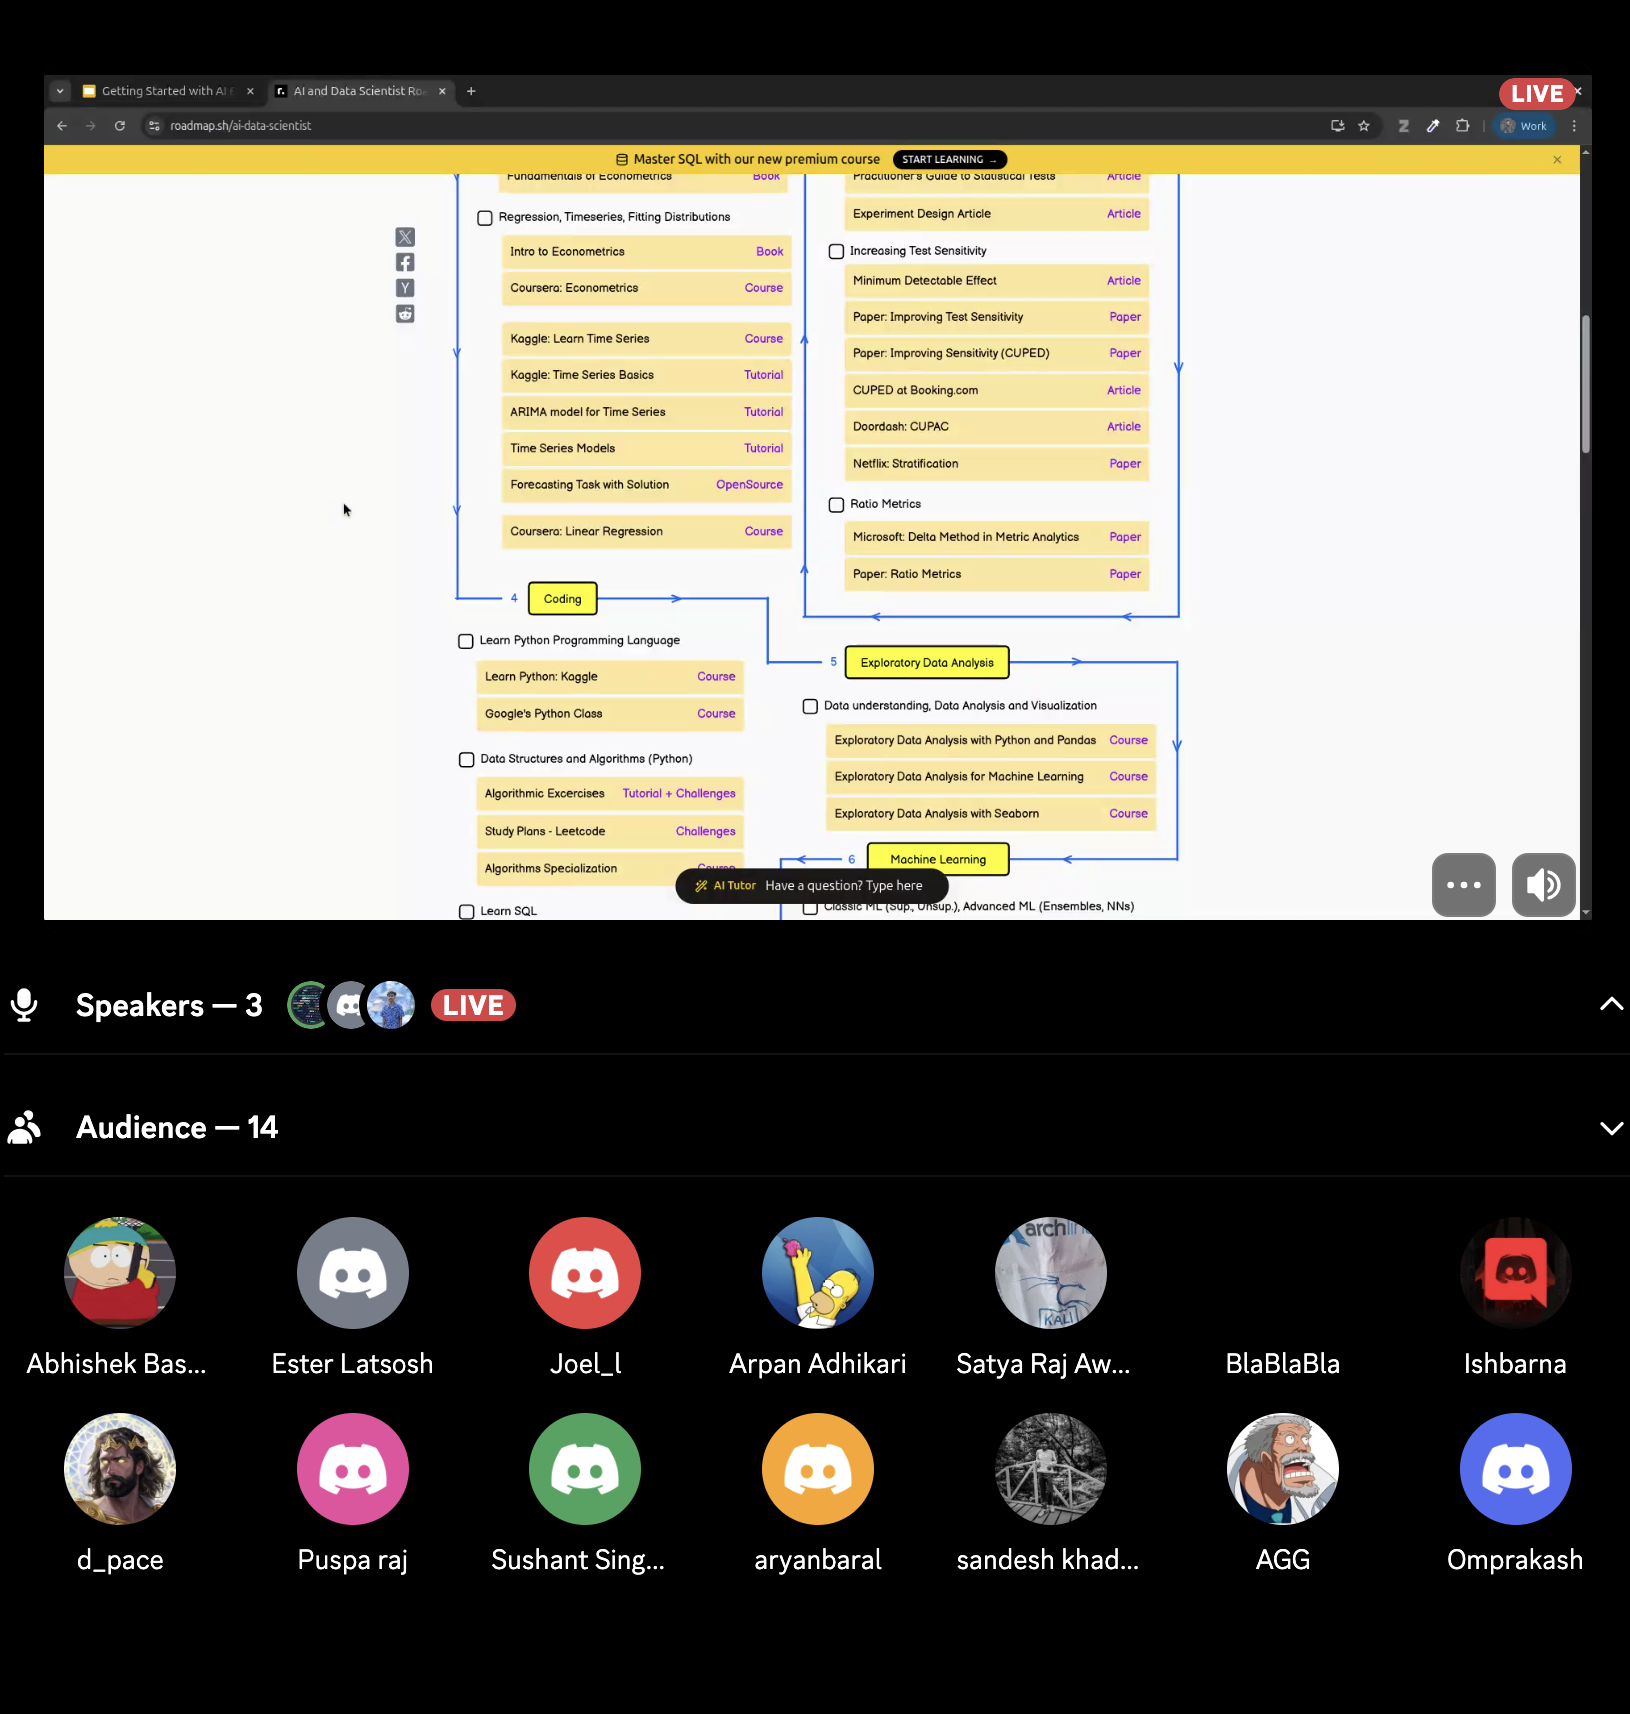 Getting Started with AI
AI and Data Scientist Ro
LIVE
roadmap.sh/ai-data-scientist
Work
Master SQL with our new premium course START LEARNING →
Fundamentals of Econometrics Book
Regression, Timeseries, Fitting Distributions
Intro to Econometrics Book
Coursera: Econometrics Course
Kaggle: Learn Time Series Course
Kaggle: Time Series Basics Tutorial
ARIMA model for Time Series Tutorial
Time Series Models Tutorial
Forecasting Task with Solution OpenSource
Coursera: Linear Regression Course
Practitioner's Guide to Statistical Tests Article
Experiment Design Article Article
Increasing Test Sensitivity
Minimum Detectable Effect Article
Paper: Improving Test Sensitivity Paper
Paper: Improving Sensitivity (CUPED) Paper
CUPED at Booking.com Article
Doordash: CUPAC Article
Netflix: Stratification Paper
Ratio Metrics
Microsoft: Delta Method in Metric Analytics Paper
Paper: Ratio Metrics Paper
4 Coding
Learn Python Programming Language
Learn Python: Kaggle Course
Google's Python Class Course
Data Structures and Algorithms (Python)
Algorithmic Excercises Tutorial + Challenges
Study Plans - Leetcode Challenges
Algorithms Specialization Course
Learn SQL
5 Exploratory Data Analysis
Data understanding, Data Analysis and Visualization
Exploratory Data Analysis with Python and Pandas Course
Exploratory Data Analysis for Machine Learning Course
Exploratory Data Analysis with Seaborn Course
6 Machine Learning
Classic ML (Sup., Unsup.), Advanced ML (Ensembles, NNs)
AI Tutor Have a question? Type here
Speakers — 3 LIVE
Audience — 14
archlin
KALI
Abhishek Bas... Ester Latsosh Joel_l Arpan Adhikari Satya Raj Aw... BlaBlaBla Ishbarna
d_pace Puspa raj Sushant Sing... aryanbaral sandesh khad... AGG Omprakash